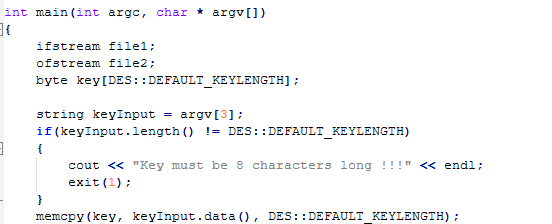 int main(int argc, char * argv[])
{
ifstream file1;
ofstream file2;
byte key[DES::DEFAULT_KEYLENGTH];
string keyInput = argv[3];
if(keyInput.length() != DES::DEFAULT_KEYLENGTH)
{
cout << "Key must be 8 characters long !!!" << endl;
exit(1);
}
memcpy(key, keyInput.data(), DES::DEFAULT_KEYLENGTH);